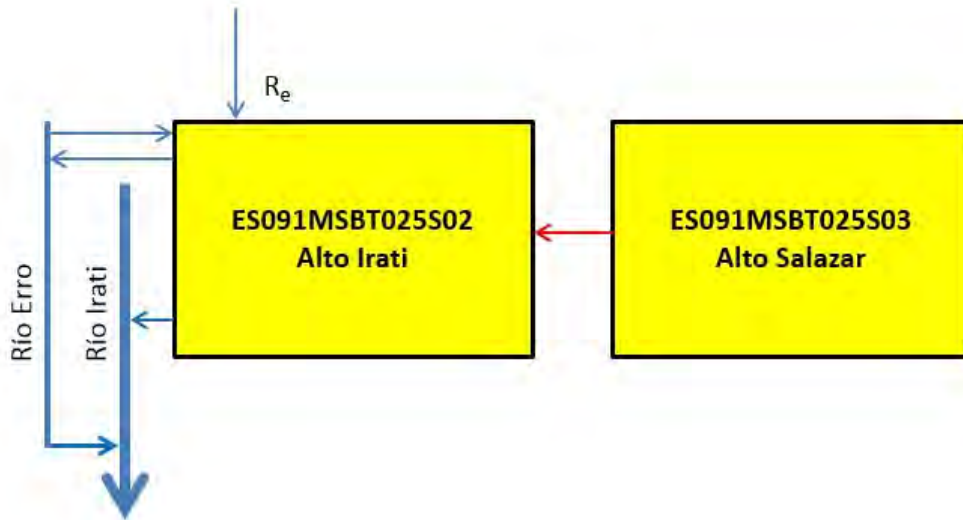 Rₑ
ES091MSBT025S02
Alto Irati
ES091MSBT025S03
Alto Salazar
Río Erro
Río Irati